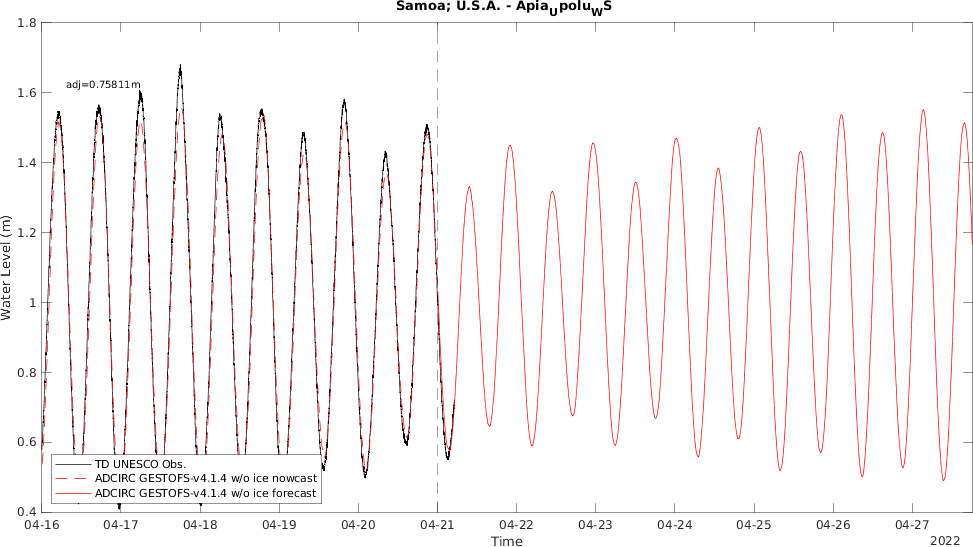 Samoa; U.S.A. - Apia_Upolu_WS
1.8
adj=0.75811m
1.6
1.4
1.2
1
0.8
0.6
0.4
Water Level (m)
TD UNESCO Obs.
ADCIRC GESTOFS-v4.1.4 w/o ice nowcast
ADCIRC GESTOFS-v4.1.4 w/o ice forecast
04-16 04-17 04-18 04-19 04-20 04-21 04-22 04-23 04-24 04-25 04-26 04-27
Time
2022